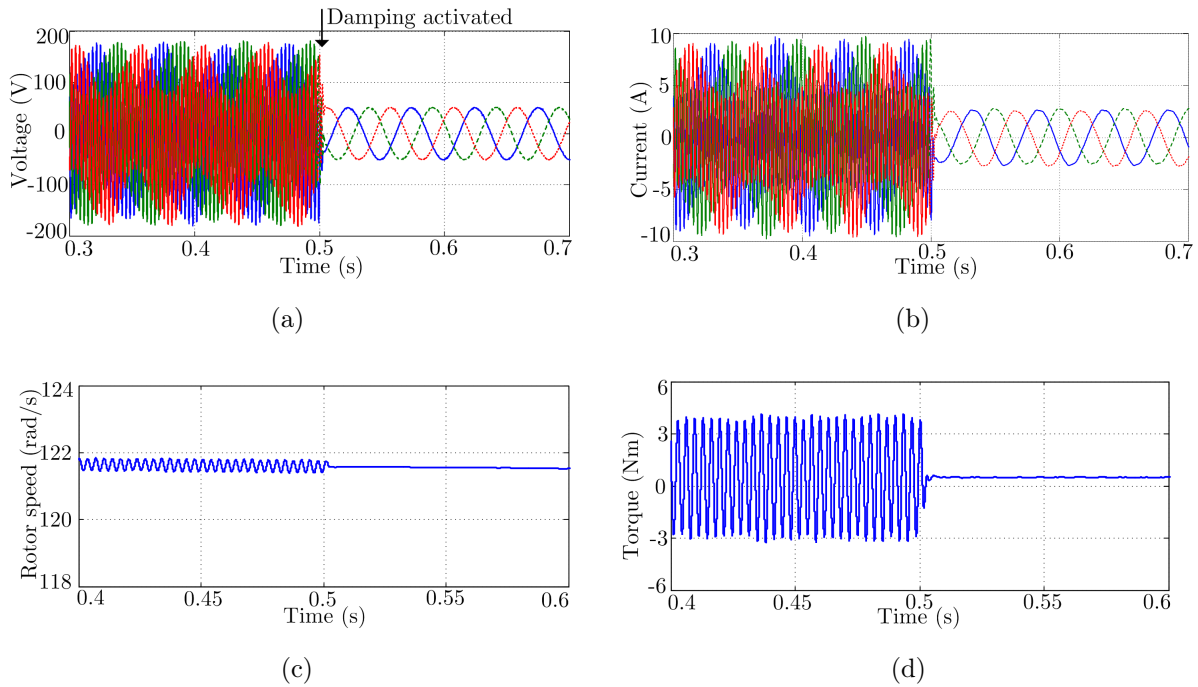 Damping activated
200
100
0
-100
-200
Voltage (V)
0.3 0.4 0.5 0.6 0.7
Time (s)
(a)
10
5
0
-5
-10
Current (A)
0.3 0.4 0.5 0.6 0.7
Time (s)
(b)
124
122
120
118
Rotor speed (rad/s)
0.4 0.45 0.5 0.55 0.6
Time (s)
(c)
6
3
0
-3
-6
Torque (Nm)
0.4 0.45 0.5 0.55 0.6
Time (s)
(d)